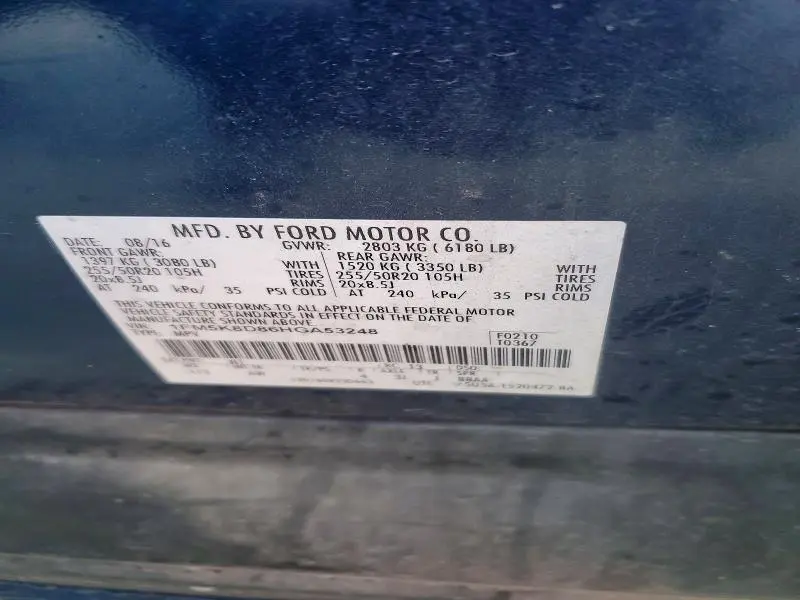 MFD. BY FORD MOTOR CO.
DATE: 08/16 GVWR: 2803 KG ( 6180 LB)
FRONT GAWR: REAR GAWR:
1397 KG ( 3080 LB) WITH 1520 KG ( 3350 LB) WITH
255/50R20 105H TIRES 255/50R20 105H TIRES
20x8.5J RIMS 20x8.5J RIMS
AT 240 kPa/ 35 PSI COLD AT 240 kPa/ 35 PSI COLD
THIS VEHICLE CONFORMS TO ALL APPLICABLE FEDERAL MOTOR
VEHICLE SAFETY STANDARDS IN EFFECT ON THE DATE OF
MANUFACTURE SHOWN ABOVE.
VIN: 1FM5K8D86HGA53248 F0210
TYPE: MPV T0367